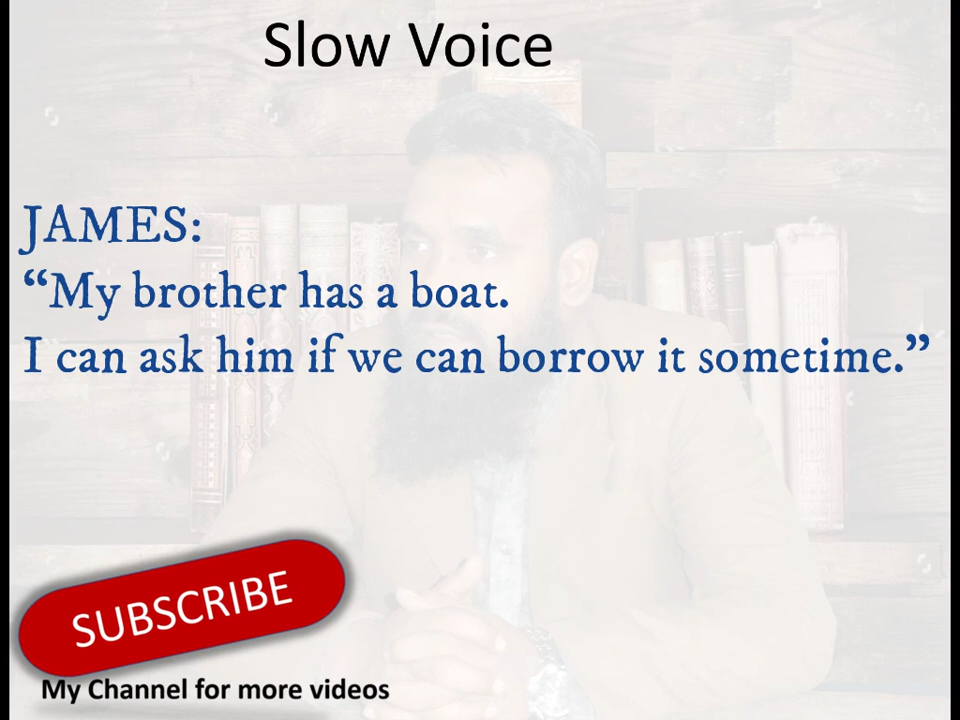 Slow Voice
JAMES:
“My brother has a boat.
I can ask him if we can borrow it sometime.”
SUBSCRIBE
My Channel for more videos